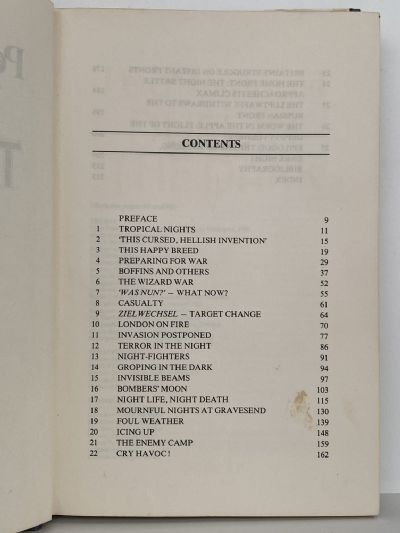 CONTENTS
PREFACE 9
1 TROPICAL NIGHTS 11
2 'THIS CURSED, HELLISH INVENTION' 15
3 THIS HAPPY BREED 19
4 PREPARING FOR WAR 29
5 BOFFINS AND OTHERS 37
6 THE WIZARD WAR 52
7 'WAS NUN?' – WHAT NOW? 55
8 CASUALTY 61
9 ZIELWECHSEL – TARGET CHANGE 64
10 LONDON ON FIRE 70
11 INVASION POSTPONED 77
12 TERROR IN THE NIGHT 86
13 NIGHT-FIGHTERS 91
14 GROPING IN THE DARK 94
15 INVISIBLE BEAMS 97
16 BOMBERS' MOON 103
17 NIGHT LIFE, NIGHT DEATH 115
18 MOURNFUL NIGHTS AT GRAVESEND 130
19 FOUL WEATHER 139
20 ICING UP 148
21 THE ENEMY CAMP 159
22 CRY HAVOC! 162